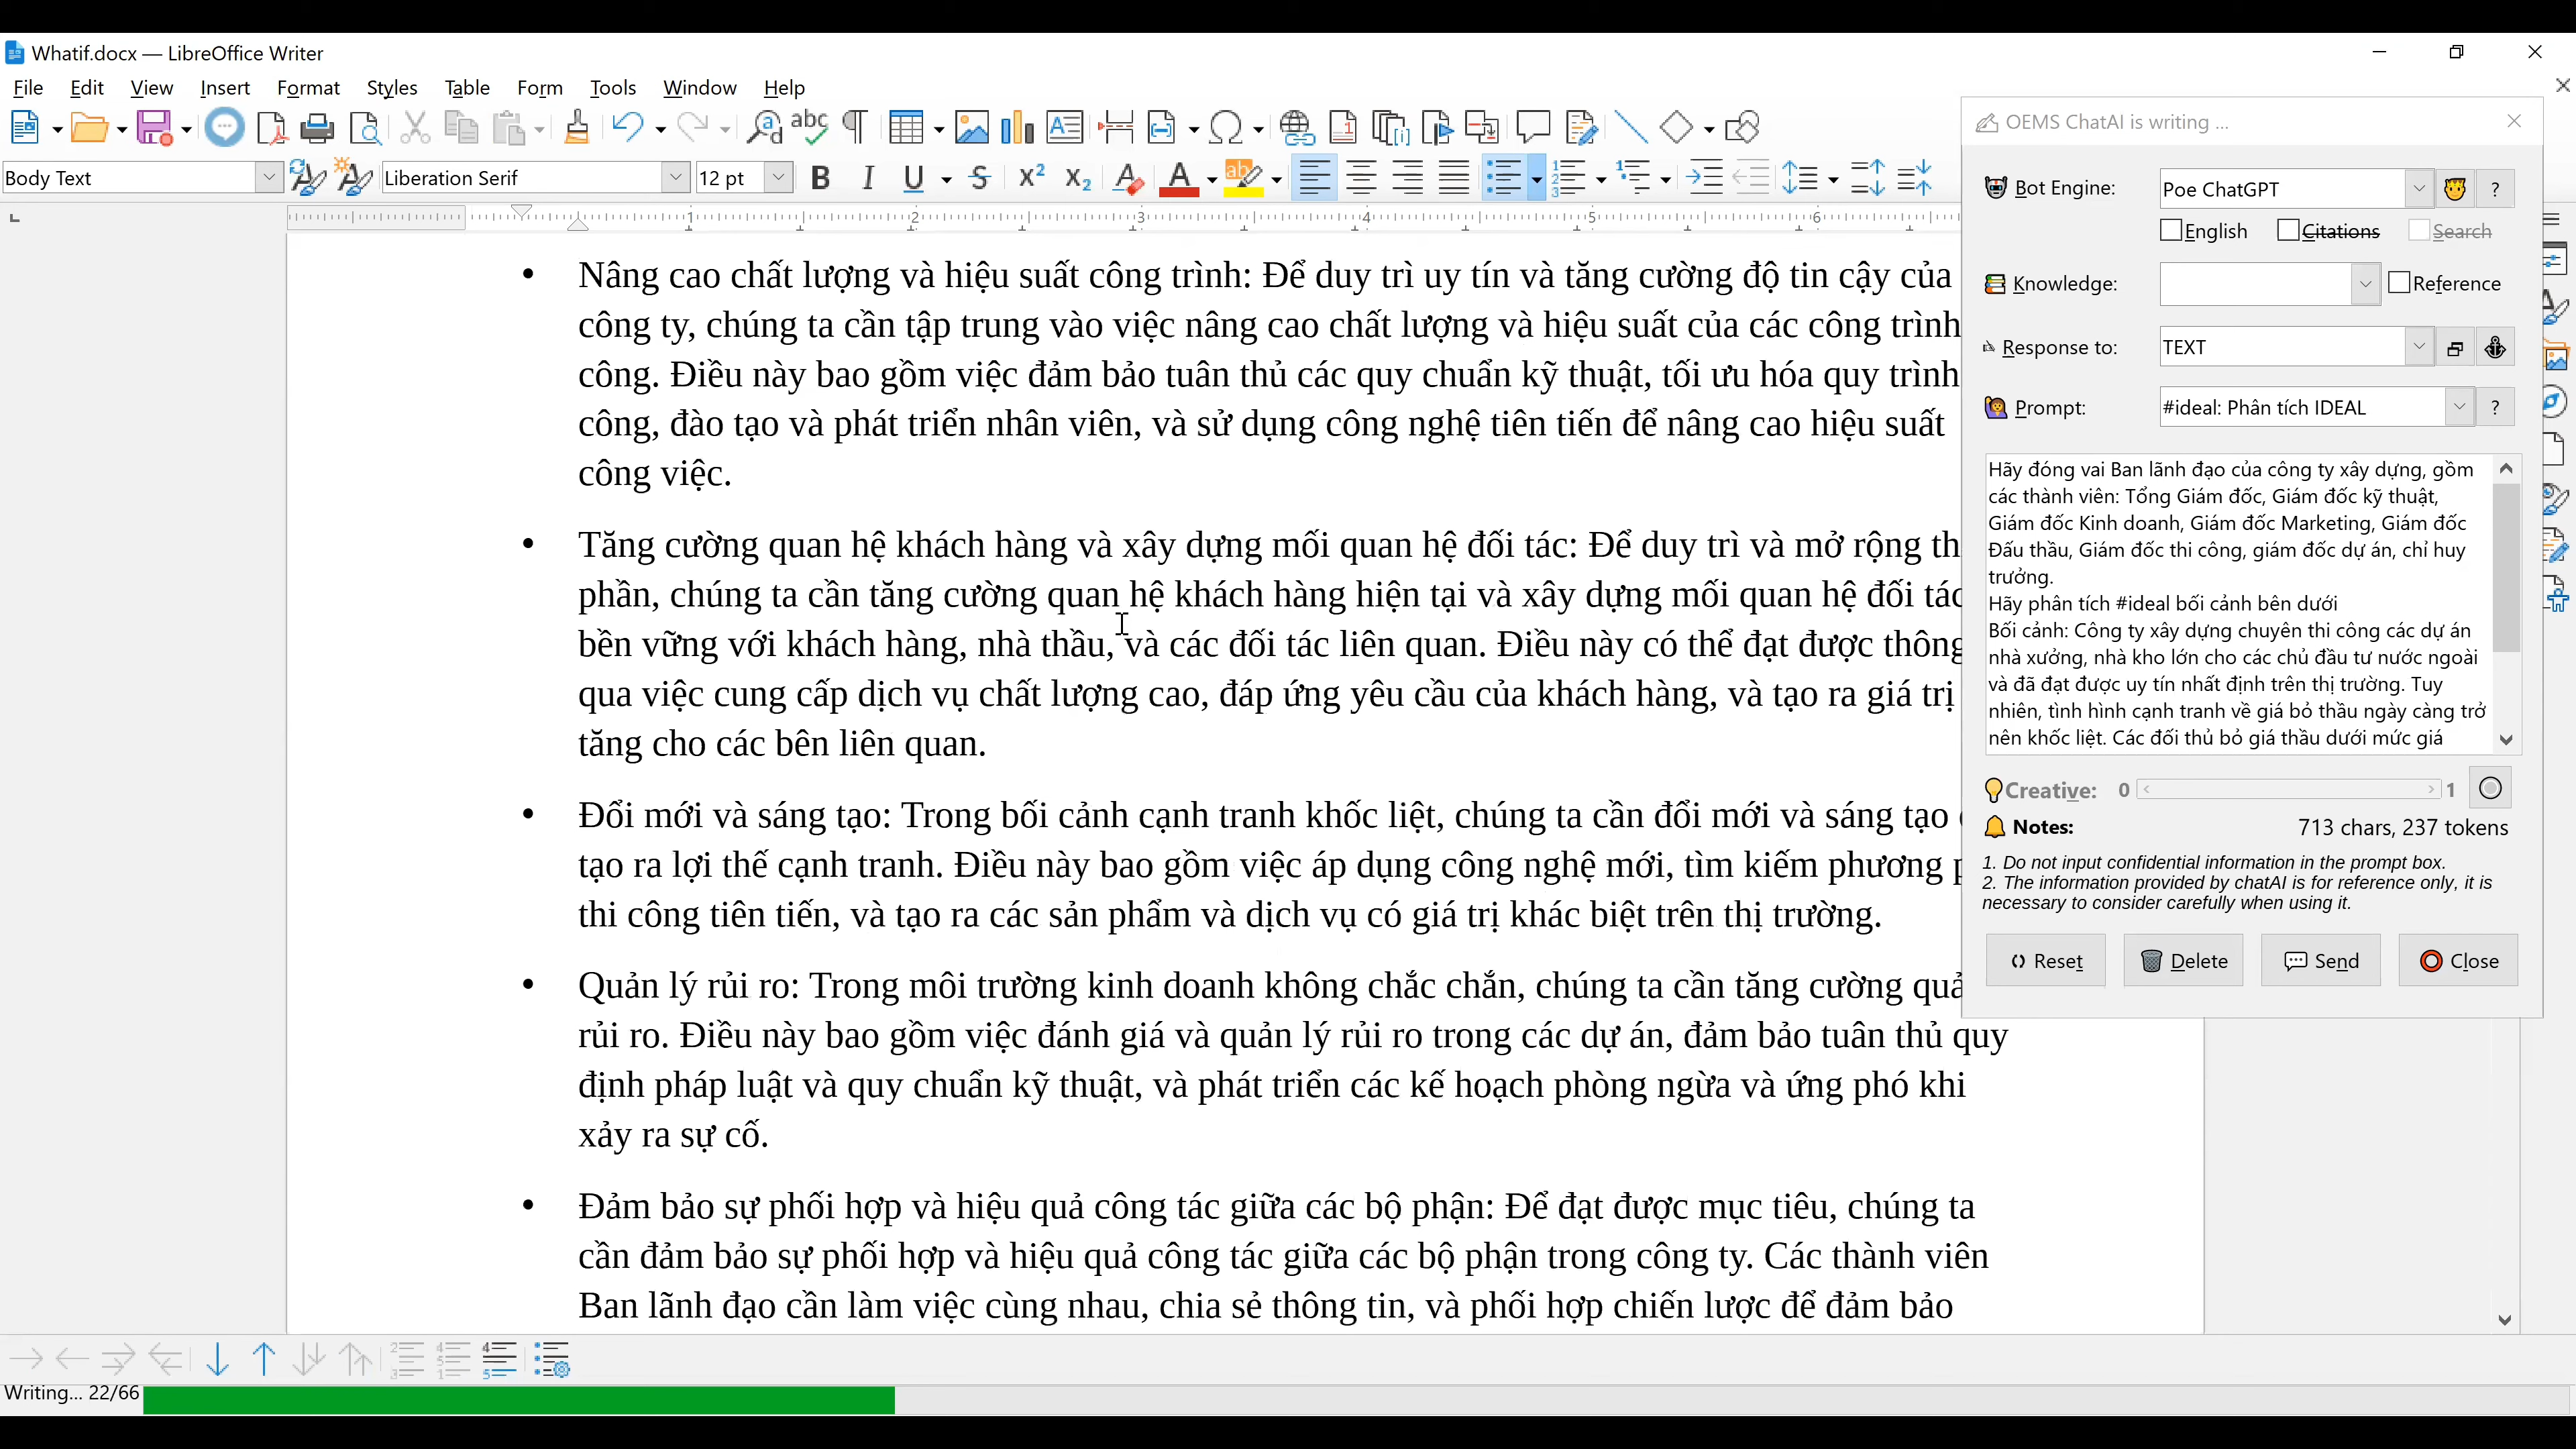 Whatif.docx — LibreOffice Writer
File Edit View Insert Format Styles Table Form Tools Window Help
Body Text Liberation Serif 12 pt
1 2 3 4 5 6
Nâng cao chất lượng và hiệu suất công trình: Để duy trì uy tín và tăng cường độ tin cậy của
công ty, chúng ta cần tập trung vào việc nâng cao chất lượng và hiệu suất của các công trình
công. Điều này bao gồm việc đảm bảo tuân thủ các quy chuẩn kỹ thuật, tối ưu hóa quy trình
công, đào tạo và phát triển nhân viên, và sử dụng công nghệ tiên tiến để nâng cao hiệu suất
công việc.
Tăng cường quan hệ khách hàng và xây dựng mối quan hệ đối tác: Để duy trì và mở rộng th
phần, chúng ta cần tăng cường quan hệ khách hàng hiện tại và xây dựng mối quan hệ đối tác
bền vững với khách hàng, nhà thầu, và các đối tác liên quan. Điều này có thể đạt được thông
qua việc cung cấp dịch vụ chất lượng cao, đáp ứng yêu cầu của khách hàng, và tạo ra giá trị
tăng cho các bên liên quan.
Đổi mới và sáng tạo: Trong bối cảnh cạnh tranh khốc liệt, chúng ta cần đổi mới và sáng tạo
tạo ra lợi thế cạnh tranh. Điều này bao gồm việc áp dụng công nghệ mới, tìm kiếm phương p
thi công tiên tiến, và tạo ra các sản phẩm và dịch vụ có giá trị khác biệt trên thị trường.
Quản lý rủi ro: Trong môi trường kinh doanh không chắc chắn, chúng ta cần tăng cường quả
rủi ro. Điều này bao gồm việc đánh giá và quản lý rủi ro trong các dự án, đảm bảo tuân thủ quy
định pháp luật và quy chuẩn kỹ thuật, và phát triển các kế hoạch phòng ngừa và ứng phó khi
xảy ra sự cố.
Đảm bảo sự phối hợp và hiệu quả công tác giữa các bộ phận: Để đạt được mục tiêu, chúng ta
cần đảm bảo sự phối hợp và hiệu quả công tác giữa các bộ phận trong công ty. Các thành viên
Ban lãnh đạo cần làm việc cùng nhau, chia sẻ thông tin, và phối hợp chiến lược để đảm bảo
OEMS ChatAI is writing ...
Bot Engine: Poe ChatGPT ?
English Citations Search
Knowledge: Reference
Response to: TEXT
Prompt: #ideal: Phân tích IDEAL ?
Hãy đóng vai Ban lãnh đạo của công ty xây dựng, gồm
các thành viên: Tổng Giám đốc, Giám đốc kỹ thuật,
Giám đốc Kinh doanh, Giám đốc Marketing, Giám đốc
Đấu thầu, Giám đốc thi công, giám đốc dự án, chỉ huy
trưởng.
Hãy phân tích #ideal bối cảnh bên dưới
Bối cảnh: Công ty xây dựng chuyên thi công các dự án
nhà xưởng, nhà kho lớn cho các chủ đầu tư nước ngoài
và đã đạt được uy tín nhất định trên thị trường. Tuy
nhiên, tình hình cạnh tranh về giá bỏ thầu ngày càng trở
nên khốc liệt. Các đối thủ bỏ giá thầu dưới mức giá
Creative: 0 1
Notes: 713 chars, 237 tokens
1. Do not input confidential information in the prompt box.
2. The information provided by chatAI is for reference only, it is
necessary to consider carefully when using it.
Reset Delete Send Close
Writing... 22/66